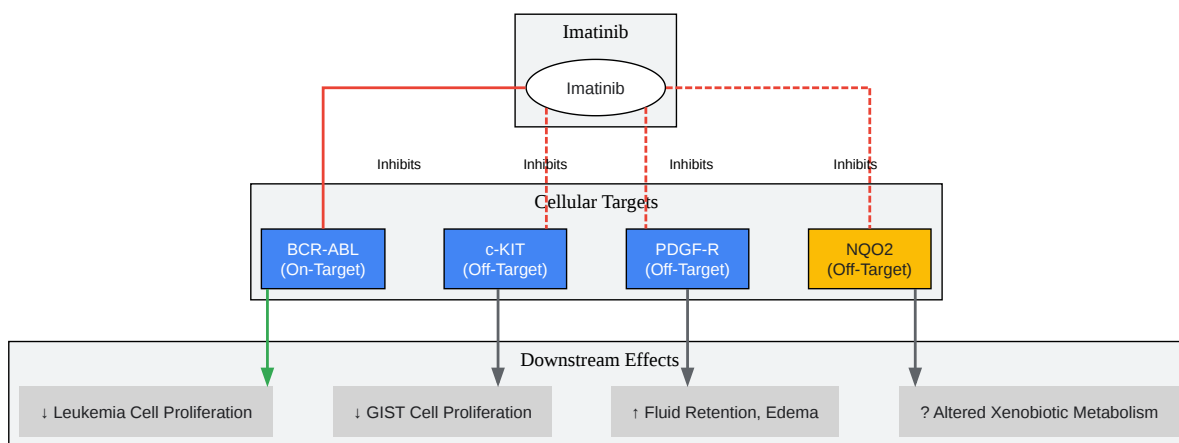 Imatinib
Imatinib
Inhibits
Inhibits
Inhibits
Inhibits
Cellular Targets
BCR-ABL
(On-Target)
c-KIT
(Off-Target)
PDGF-R
(Off-Target)
NQO2
(Off-Target)
Downstream Effects
↓ Leukemia Cell Proliferation
↓ GIST Cell Proliferation
↑ Fluid Retention, Edema
? Altered Xenobiotic Metabolism